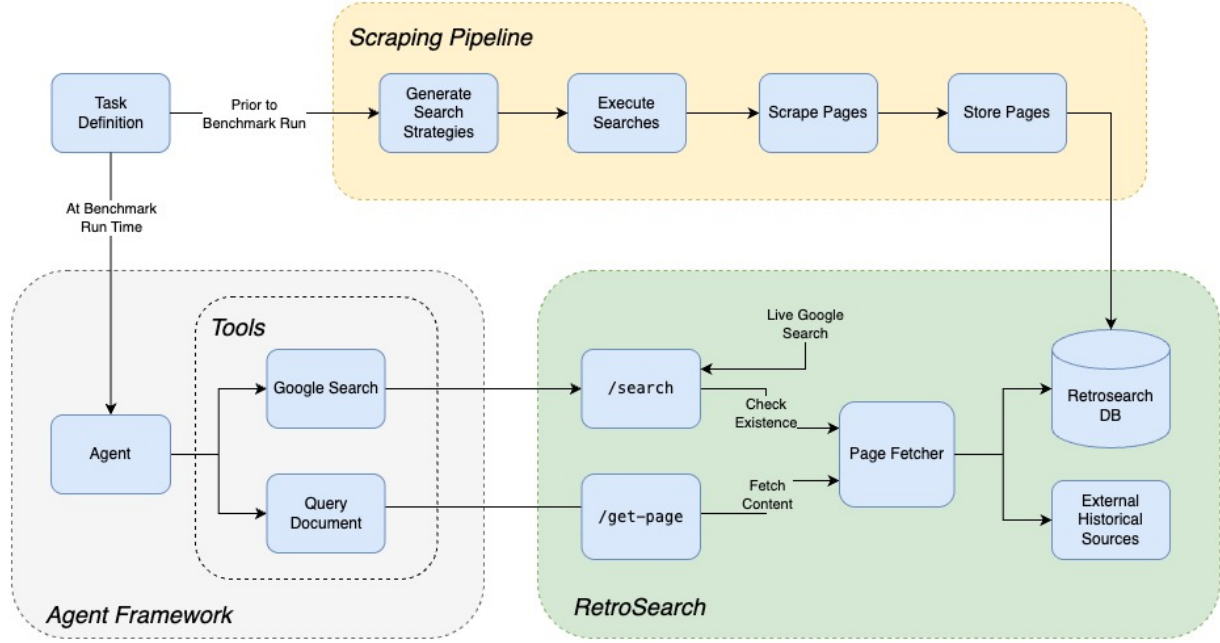 Scraping Pipeline
Task
Definition
Prior to
Benchmark Run
Generate
Search
Strategies
Execute
Searches
Scrape Pages
Store Pages
At Benchmark
Run Time
Tools
Google Search
Agent
Query
Document
Agent Framework
Live Google
Search
/search
Check
Existence
Page Fetcher
Retrosearch
DB
/get-page
Fetch
Content
External
Historical
Sources
RetroSearch